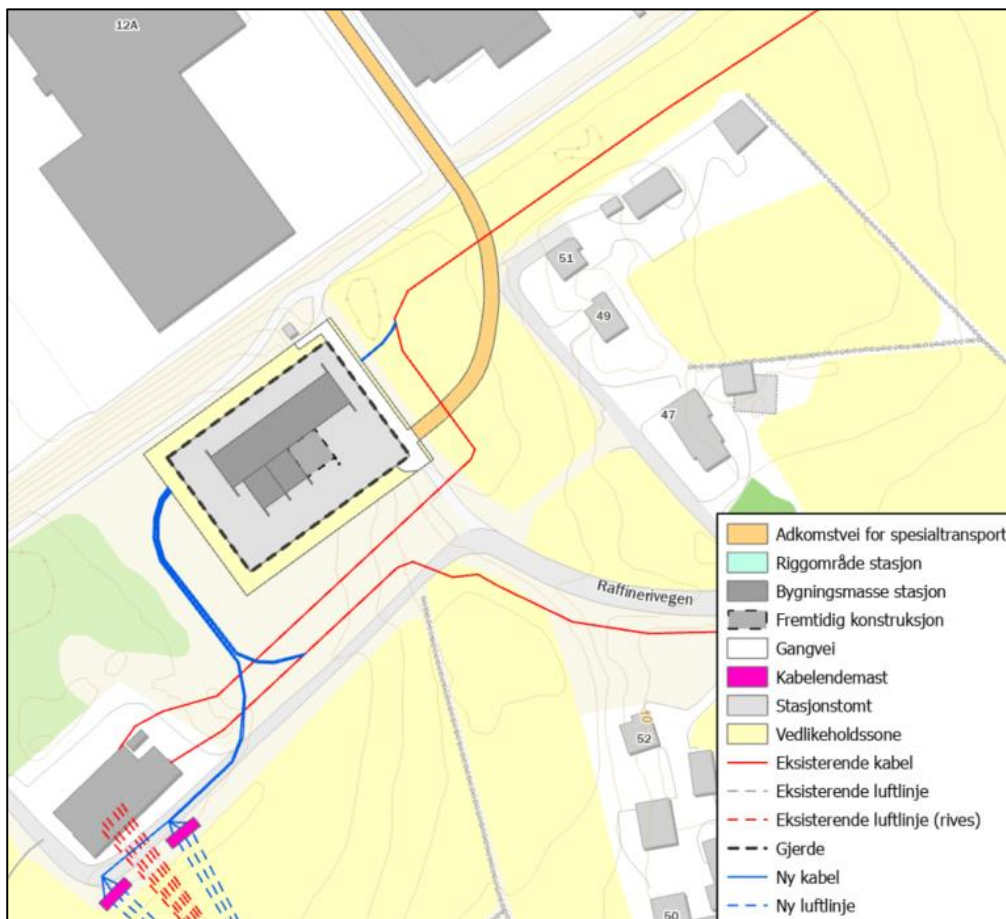 12A
51
49
47
Raffinerivegen
10
52
50
Adkomstvei for spesialtransport
Riggområde stasjon
Bygningsmasse stasjon
Fremtidig konstruksjon
Gangvei
Kabelendemast
Stasjonstomt
Vedlikeholdssone
Eksisterende kabel
Eksisterende luftlinje
Eksisterende luftlinje (rives)
Gjerde
Ny kabel
Ny luftlinje